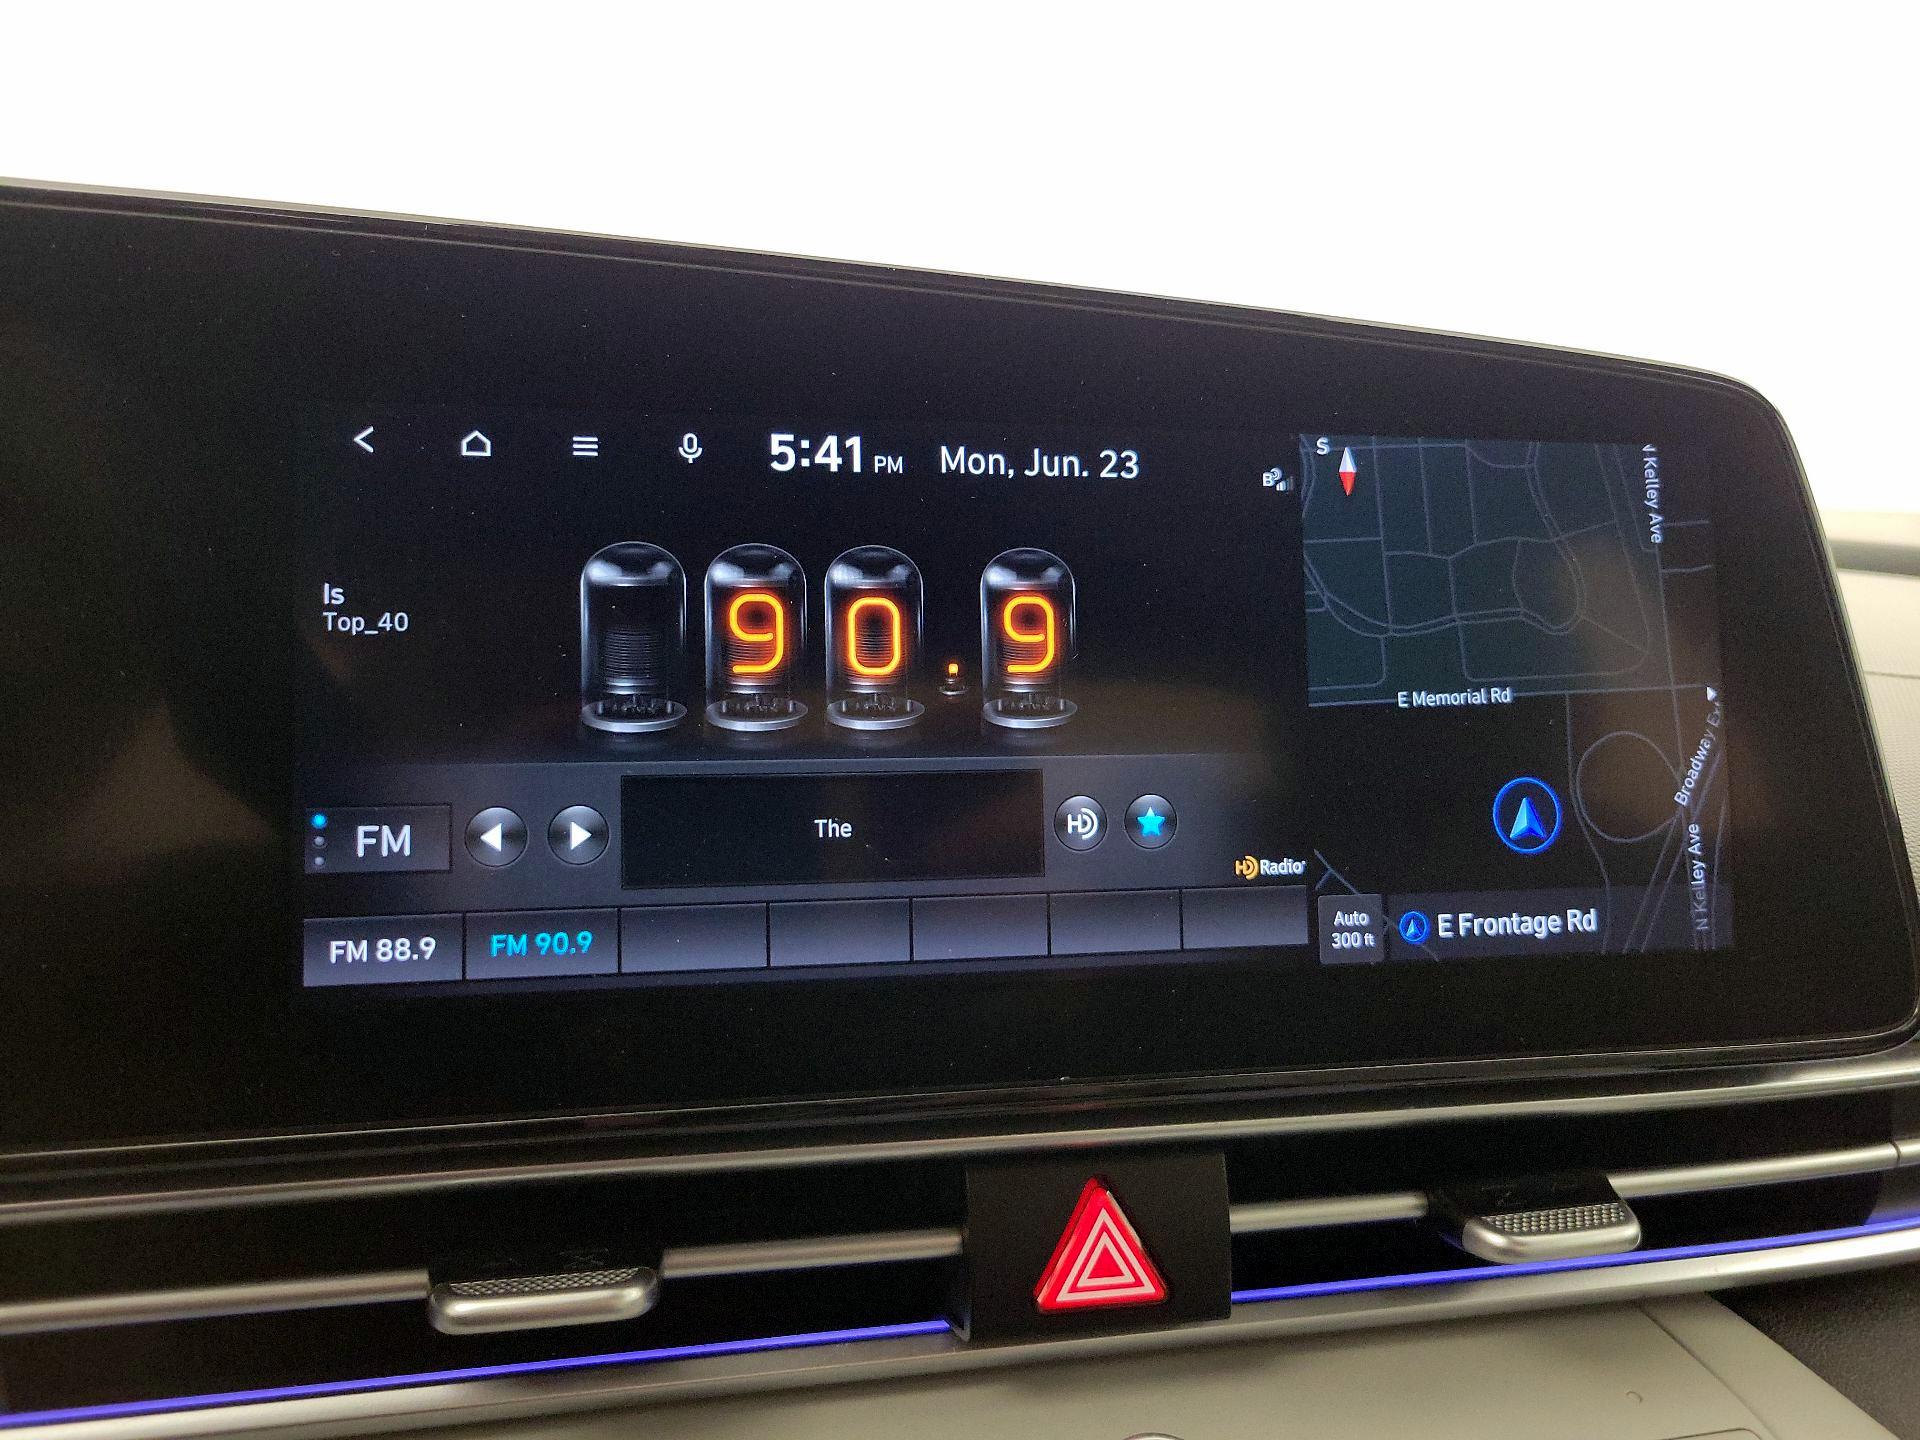 5:41 PM Mon, Jun. 23
B
S
N Kelley Ave
Is
Top_40
90.9
E Memorial Rd
Broadway E
FM
The
HD
HD Radio
N Kelley Ave
FM 88.9
FM 90.9
Auto
300 ft
E Frontage Rd